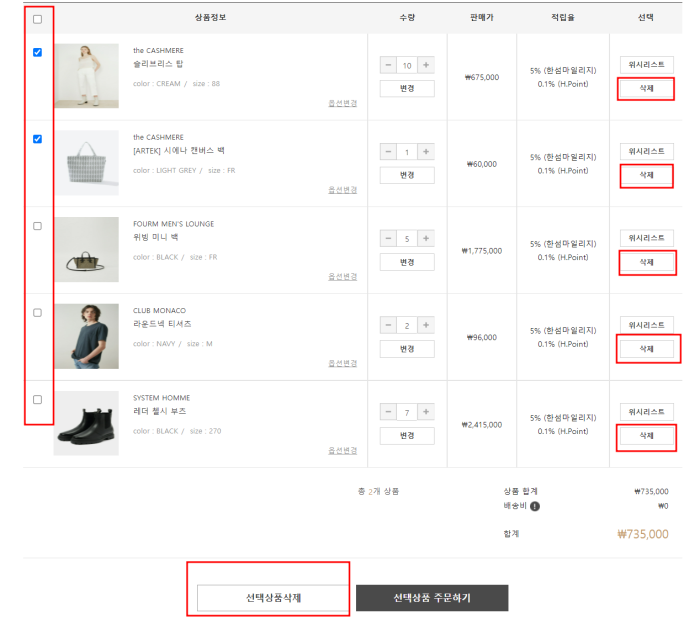 상품정보 수량 판매가 적립율 선택
the CASHMERE
슬리브리스 탑
color : CREAM / size : 88
옵션변경
- 10 +
변경
₩675,000
5% (한섬마일리지)
0.1% (H.Point)
위시리스트
삭제
the CASHMERE
[ARTEK] 시에나 캔버스 백
color : LIGHT GREY / size : FR
옵션변경
- 1 +
변경
₩60,000
5% (한섬마일리지)
0.1% (H.Point)
위시리스트
삭제
FOURM MEN'S LOUNGE
위빙 미니 백
color : BLACK / size : FR
옵션변경
- 5 +
변경
₩1,775,000
5% (한섬마일리지)
0.1% (H.Point)
위시리스트
삭제
CLUB MONACO
라운드넥 티셔츠
color : NAVY / size : M
옵션변경
- 2 +
변경
₩96,000
5% (한섬마일리지)
0.1% (H.Point)
위시리스트
삭제
SYSTEM HOMME
레더 첼시 부츠
color : BLACK / size : 270
옵션변경
- 7 +
변경
₩2,415,000
5% (한섬마일리지)
0.1% (H.Point)
위시리스트
삭제
총 2개 상품
상품 합계 ₩735,000
배송비 ! ₩0
합계 ₩735,000
선택상품삭제 선택상품 주문하기